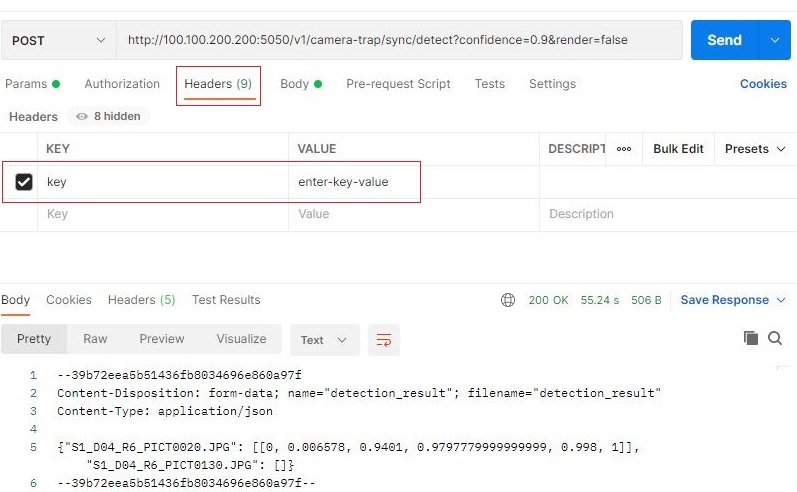 POST http://100.100.200.200:5050/v1/camera-trap/sync/detect?confidence=0.9&render=false Send
Params Authorization Headers (9) Body Pre-request Script Tests Settings Cookies
Headers 8 hidden
KEY VALUE DESCRIPT ooo Bulk Edit Presets
key enter-key-value
Key Value Description
Body Cookies Headers (5) Test Results 200 OK 55.24 s 506 B Save Response
Pretty Raw Preview Visualize Text
1 --39b72eea5b51436fb8034696e860a97f
2 Content-Disposition: form-data; name="detection_result"; filename="detection_result"
3 Content-Type: application/json
4
5 {"S1_D04_R6_PICT0020.JPG": [[0, 0.006578, 0.9401, 0.9797779999999999, 0.998, 1]],
"S1_D04_R6_PICT0130.JPG": []}
6 --39b72eea5b51436fb8034696e860a97f--